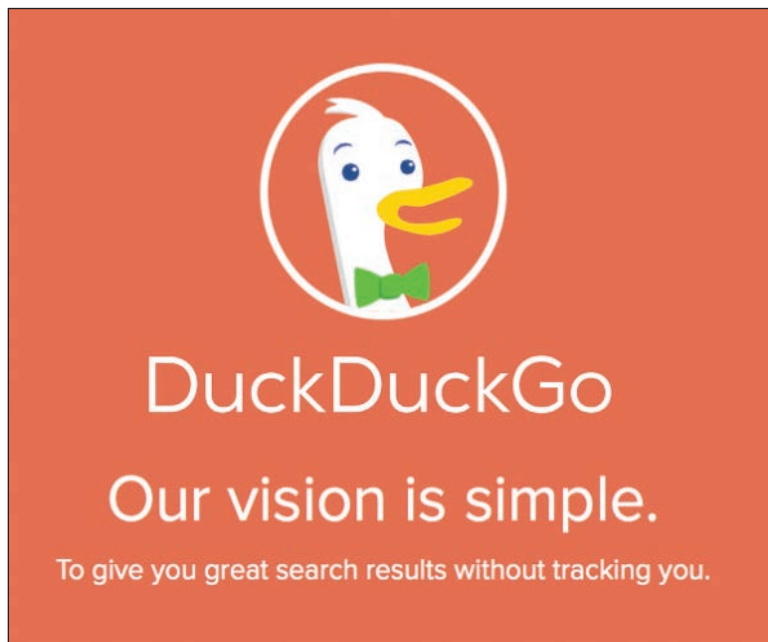 DuckDuckGo
Our vision is simple.
To give you great search results without tracking you.